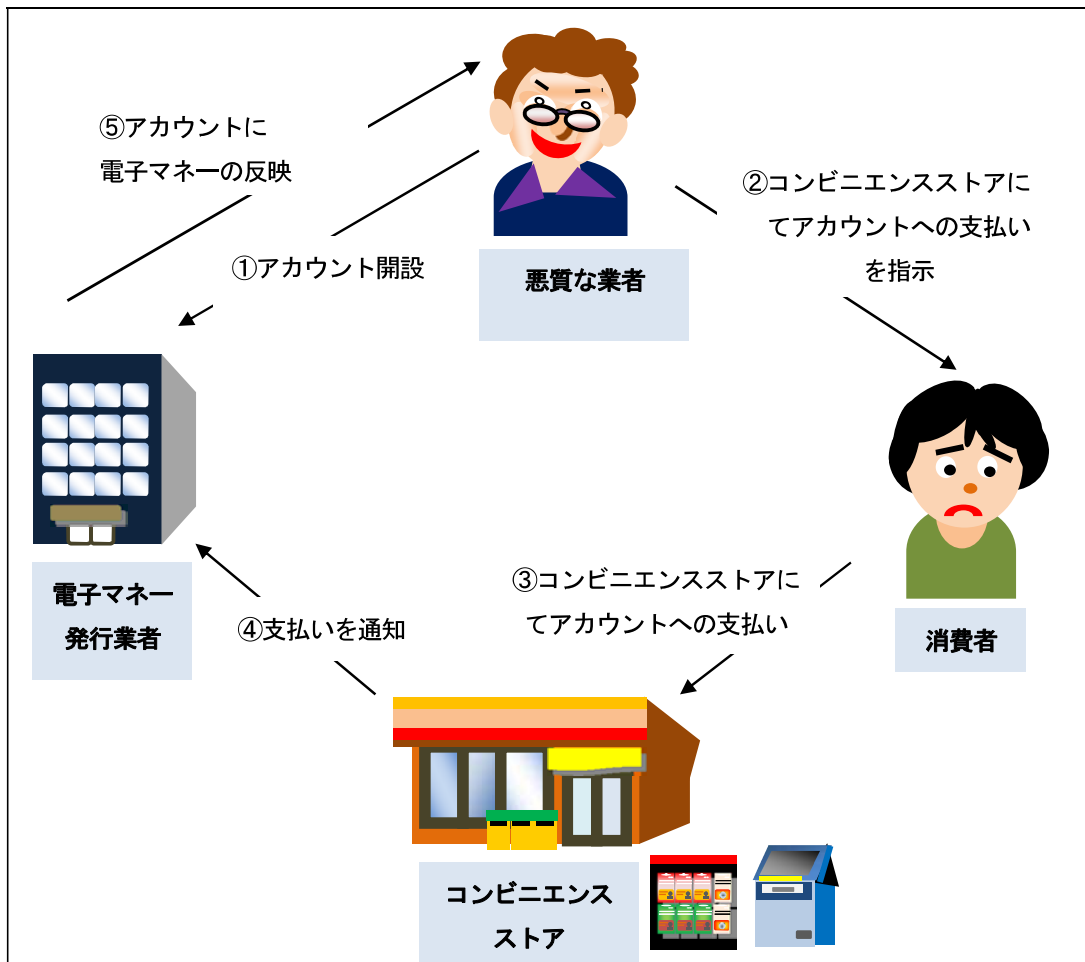 ⑤アカウントに
電子マネーの反映
①アカウント開設
悪質な業者
②コンビニエンスストアに
てアカウントへの支払い
を指示
電子マネー
発行業者
④支払いを通知
③コンビニエンスストアに
てアカウントへの支払い
消費者
コンビニエンス
ストア